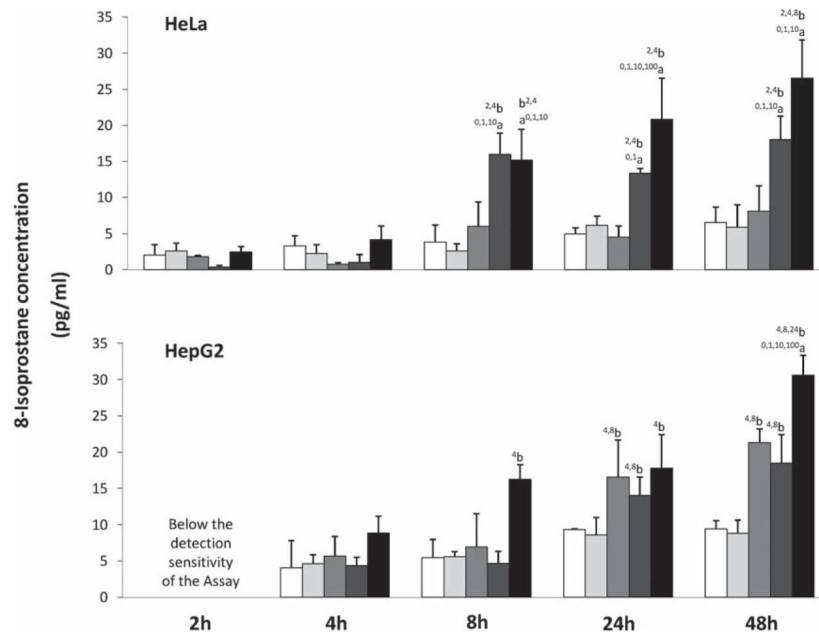 HeLa
35
30
25
20
15
10
5
0
2,4b
0,1,10a
b2,4
a0,1,10
2,4b
0,1a
2,4b
0,1,10,100a
2,4b
0,1,10a
2,4,8b
0,1,10a
8-Isoprostane concentration
(pg/ml)
HepG2
35
30
25
20
15
10
5
0
Below the
detection
sensitivity
of the Assay
4b
4,8b
4,8b
4b
4,8b
4,8b
4,8,24b
0,1,10,100a
2h 4h 8h 24h 48h